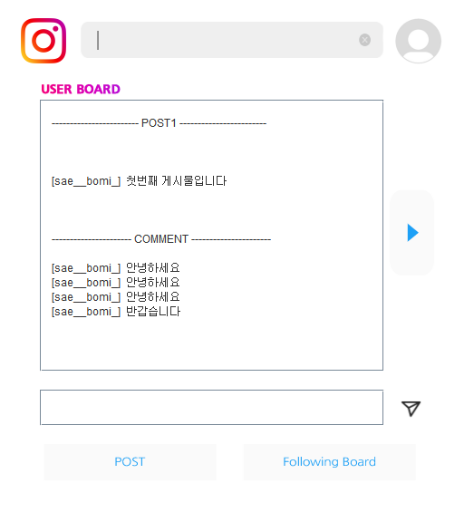 USER BOARD
------------------------ POST1 ------------------------
[sae__bomi_] 첫번째 게시물입니다
---------------------- COMMENT ----------------------
[sae__bomi_] 안녕하세요
[sae__bomi_] 안녕하세요
[sae__bomi_] 안녕하세요
[sae__bomi_] 반갑습니다
POST
Following Board